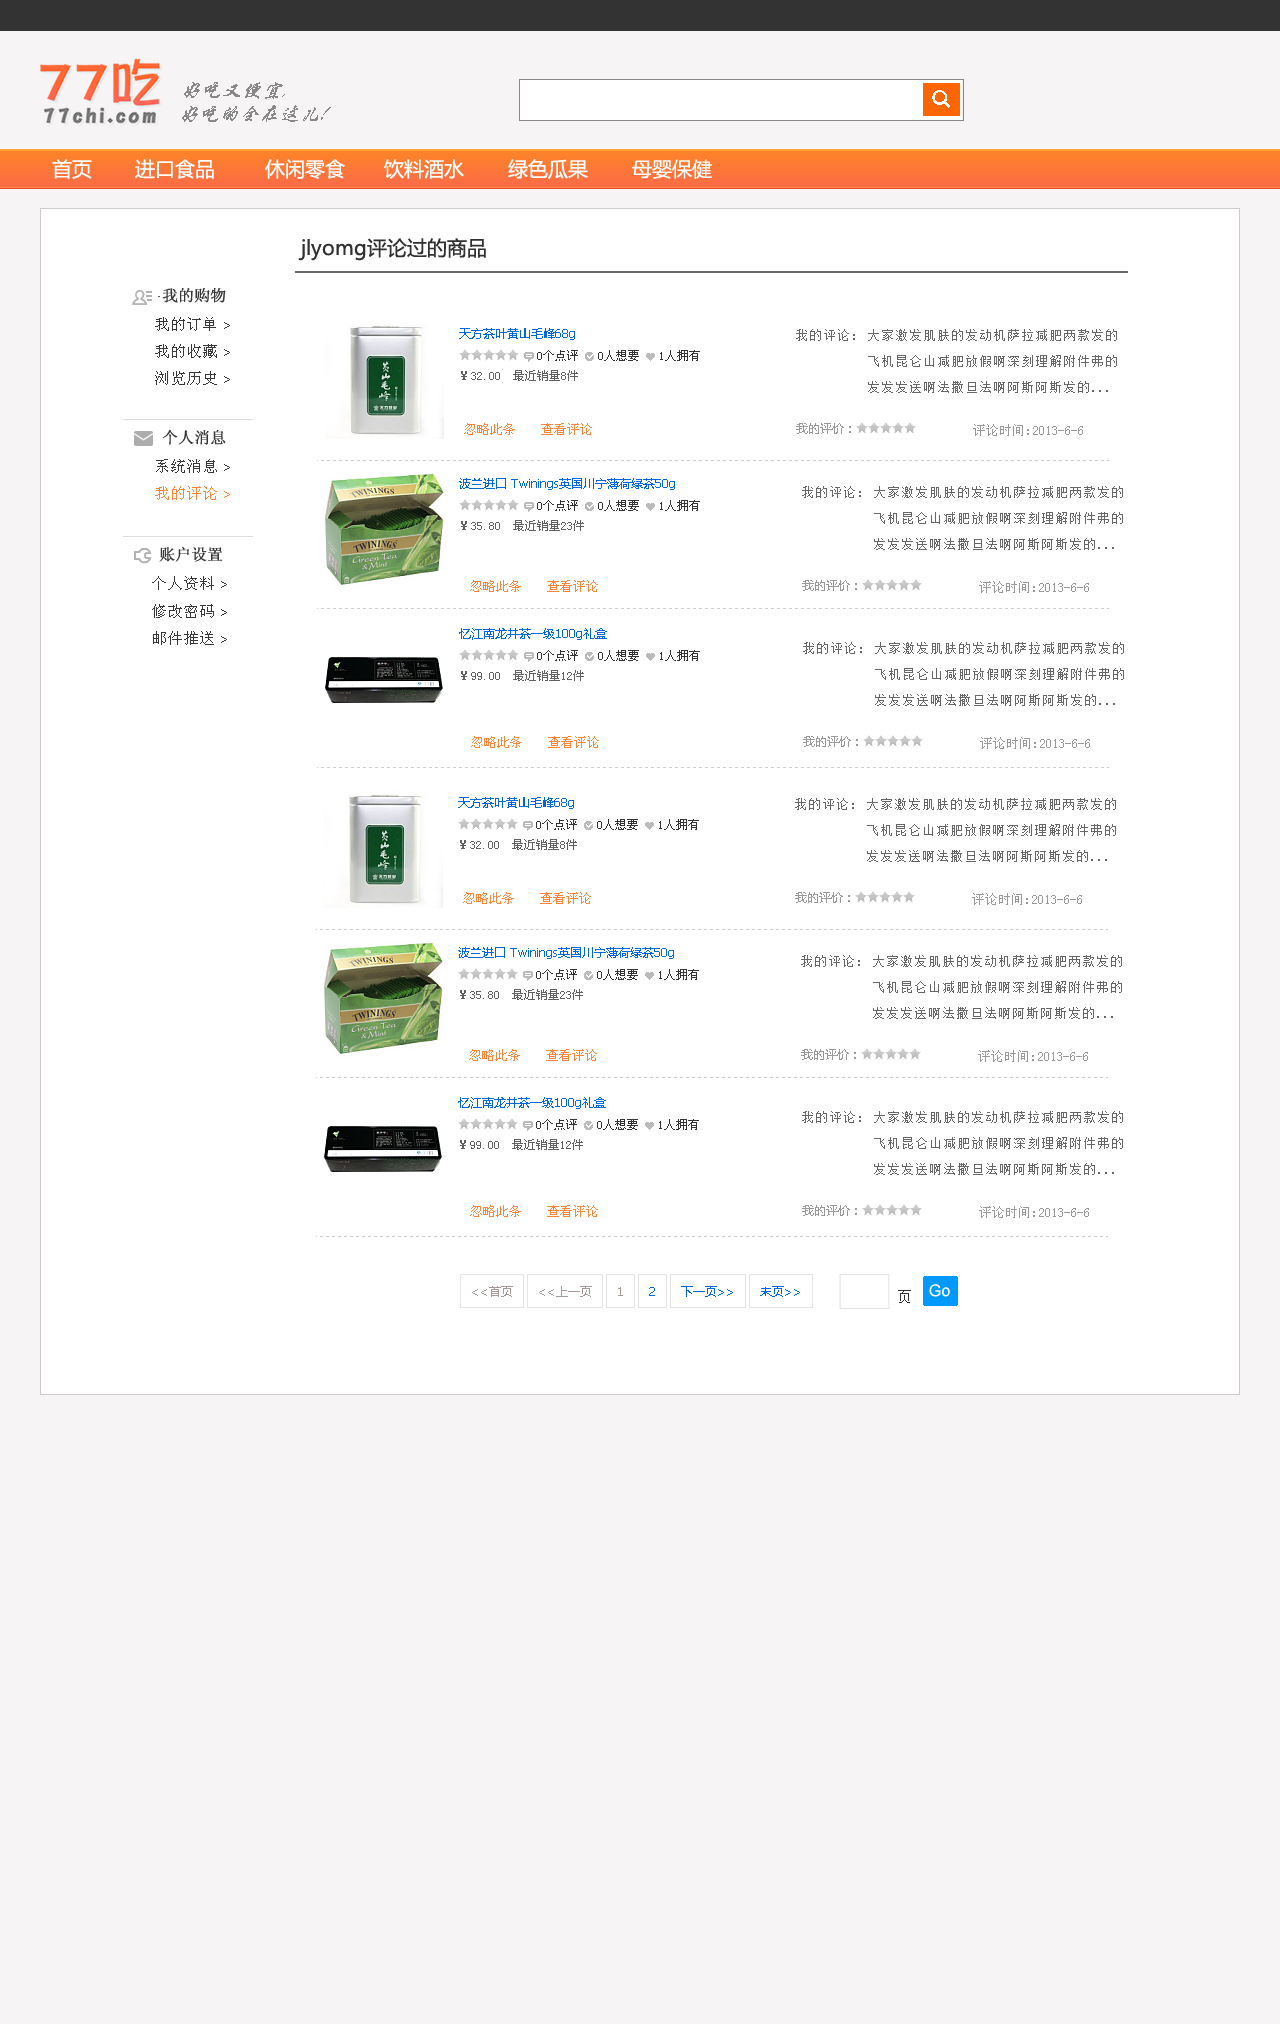 77吃
77chi.com
好吃又便宜,
好吃的全在这儿!
首页 进口食品 休闲零食 饮料酒水 绿色瓜果 母婴保健
jlyomg评论过的商品
·我的购物
我的订单 >
我的收藏 >
浏览历史 >
个人消息
系统消息 >
我的评论 >
账户设置
个人资料 >
修改密码 >
邮件推送 >
天方茶叶黄山毛峰68g
0个点评 0人想要 1人拥有
¥32.00 最近销量8件
忽略此条 查看评论
我的评论: 大家激发肌肤的发动机萨拉减肥两款发的
飞机昆仑山减肥放假啊深刻理解附件弗的
发发发送啊法撒旦法啊阿斯阿斯发的...
我的评价: 评论时间:2013-6-6
黄山毛峰
波兰进口 Twinings英国川宁薄荷绿茶50g
0个点评 0人想要 1人拥有
¥35.80 最近销量23件
忽略此条 查看评论
我的评论: 大家激发肌肤的发动机萨拉减肥两款发的
飞机昆仑山减肥放假啊深刻理解附件弗的
发发发送啊法撒旦法啊阿斯阿斯发的...
我的评价: 评论时间:2013-6-6
TWININGS
TWININGS
Green Tea
& Mint
忆江南龙井茶一级100g礼盒
0个点评 0人想要 1人拥有
¥99.00 最近销量12件
忽略此条 查看评论
我的评论: 大家激发肌肤的发动机萨拉减肥两款发的
飞机昆仑山减肥放假啊深刻理解附件弗的
发发发送啊法撒旦法啊阿斯阿斯发的...
我的评价: 评论时间:2013-6-6
天方茶叶黄山毛峰68g
0个点评 0人想要 1人拥有
¥32.00 最近销量8件
忽略此条 查看评论
我的评论: 大家激发肌肤的发动机萨拉减肥两款发的
飞机昆仑山减肥放假啊深刻理解附件弗的
发发发送啊法撒旦法啊阿斯阿斯发的...
我的评价: 评论时间:2013-6-6
黄山毛峰
波兰进口 Twinings英国川宁薄荷绿茶50g
0个点评 0人想要 1人拥有
¥35.80 最近销量23件
忽略此条 查看评论
我的评论: 大家激发肌肤的发动机萨拉减肥两款发的
飞机昆仑山减肥放假啊深刻理解附件弗的
发发发送啊法撒旦法啊阿斯阿斯发的...
我的评价: 评论时间:2013-6-6
TWININGS
TWININGS
Green Tea
& Mint
忆江南龙井茶一级100g礼盒
0个点评 0人想要 1人拥有
¥99.00 最近销量12件
忽略此条 查看评论
我的评论: 大家激发肌肤的发动机萨拉减肥两款发的
飞机昆仑山减肥放假啊深刻理解附件弗的
发发发送啊法撒旦法啊阿斯阿斯发的...
我的评价: 评论时间:2013-6-6
<<首页 <<上一页 1 2 下一页>> 末页>> 页 Go